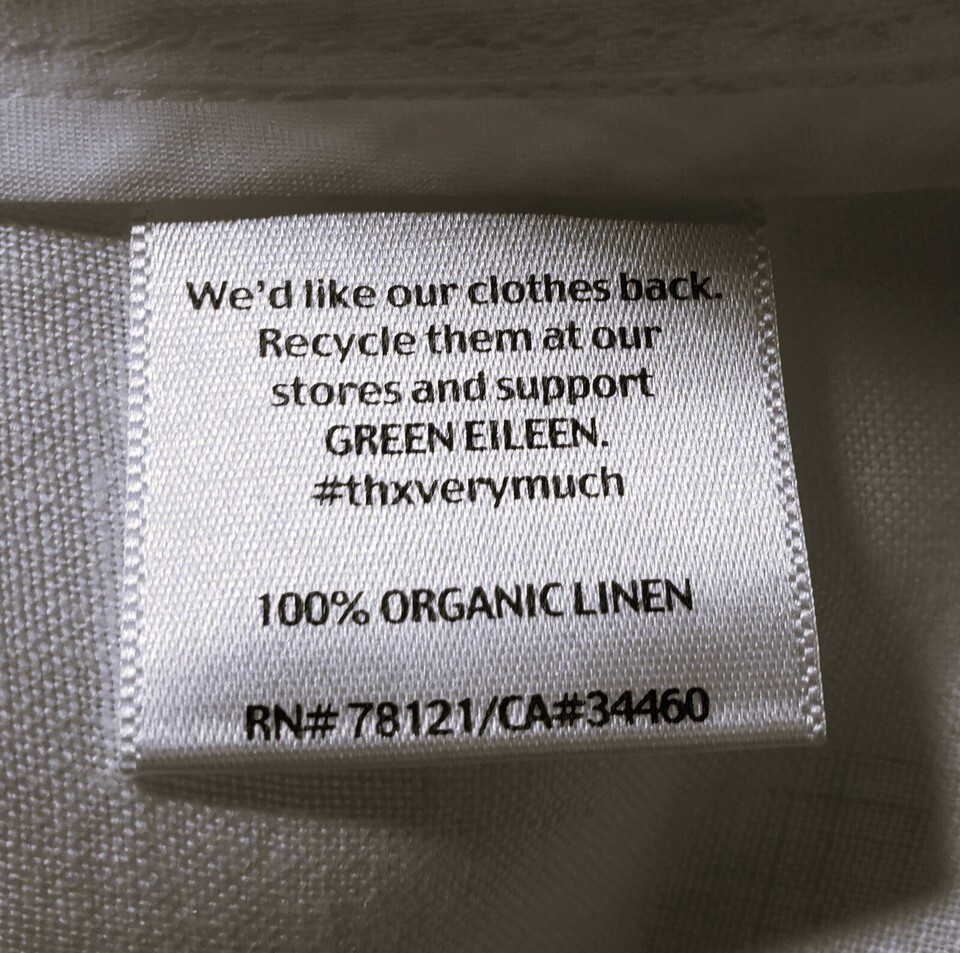 We'd like our clothes back.
Recycle them at our
stores and support
GREEN EILEEN.
#thxverymuch
100% ORGANIC LINEN
RN# 78121/CA#34460